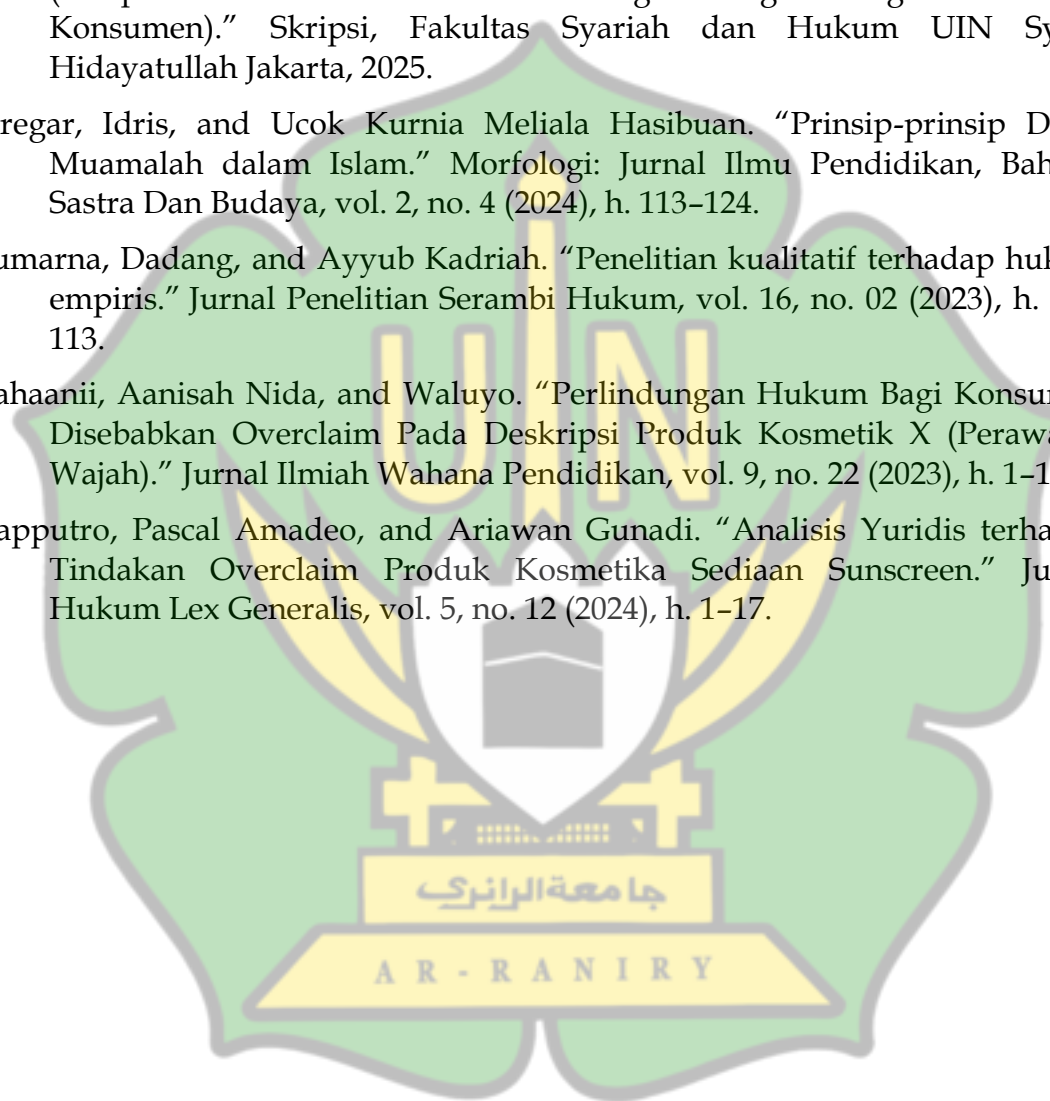 Konsumen).” Skripsi, Fakultas Syariah dan Hukum UIN Sy
Hidayatullah Jakarta, 2025.
regar, Idris, and Ucok Kurnia Meliala Hasibuan. “Prinsip-prinsip D
Muamalah dalam Islam.” Morfologi: Jurnal Ilmu Pendidikan, Bah
Sastra Dan Budaya, vol. 2, no. 4 (2024), h. 113–124.
umarna, Dadang, and Ayyub Kadriah. “Penelitian kualitatif terhadap huk
empiris.” Jurnal Penelitian Serambi Hukum, vol. 16, no. 02 (2023), h.
113.
ahaanii, Aanisah Nida, and Waluyo. “Perlindungan Hukum Bagi Konsu
Disebabkan Overclaim Pada Deskripsi Produk Kosmetik X (Perawa
Wajah).” Jurnal Ilmiah Wahana Pendidikan, vol. 9, no. 22 (2023), h. 1–1
apputro, Pascal Amadeo, and Ariawan Gunadi. “Analisis Yuridis terha
Tindakan Overclaim Produk Kosmetika Sediaan Sunscreen.” Ju
Hukum Lex Generalis, vol. 5, no. 12 (2024), h. 1–17.
UIN
جامعةالرانري
AR-RANIRY